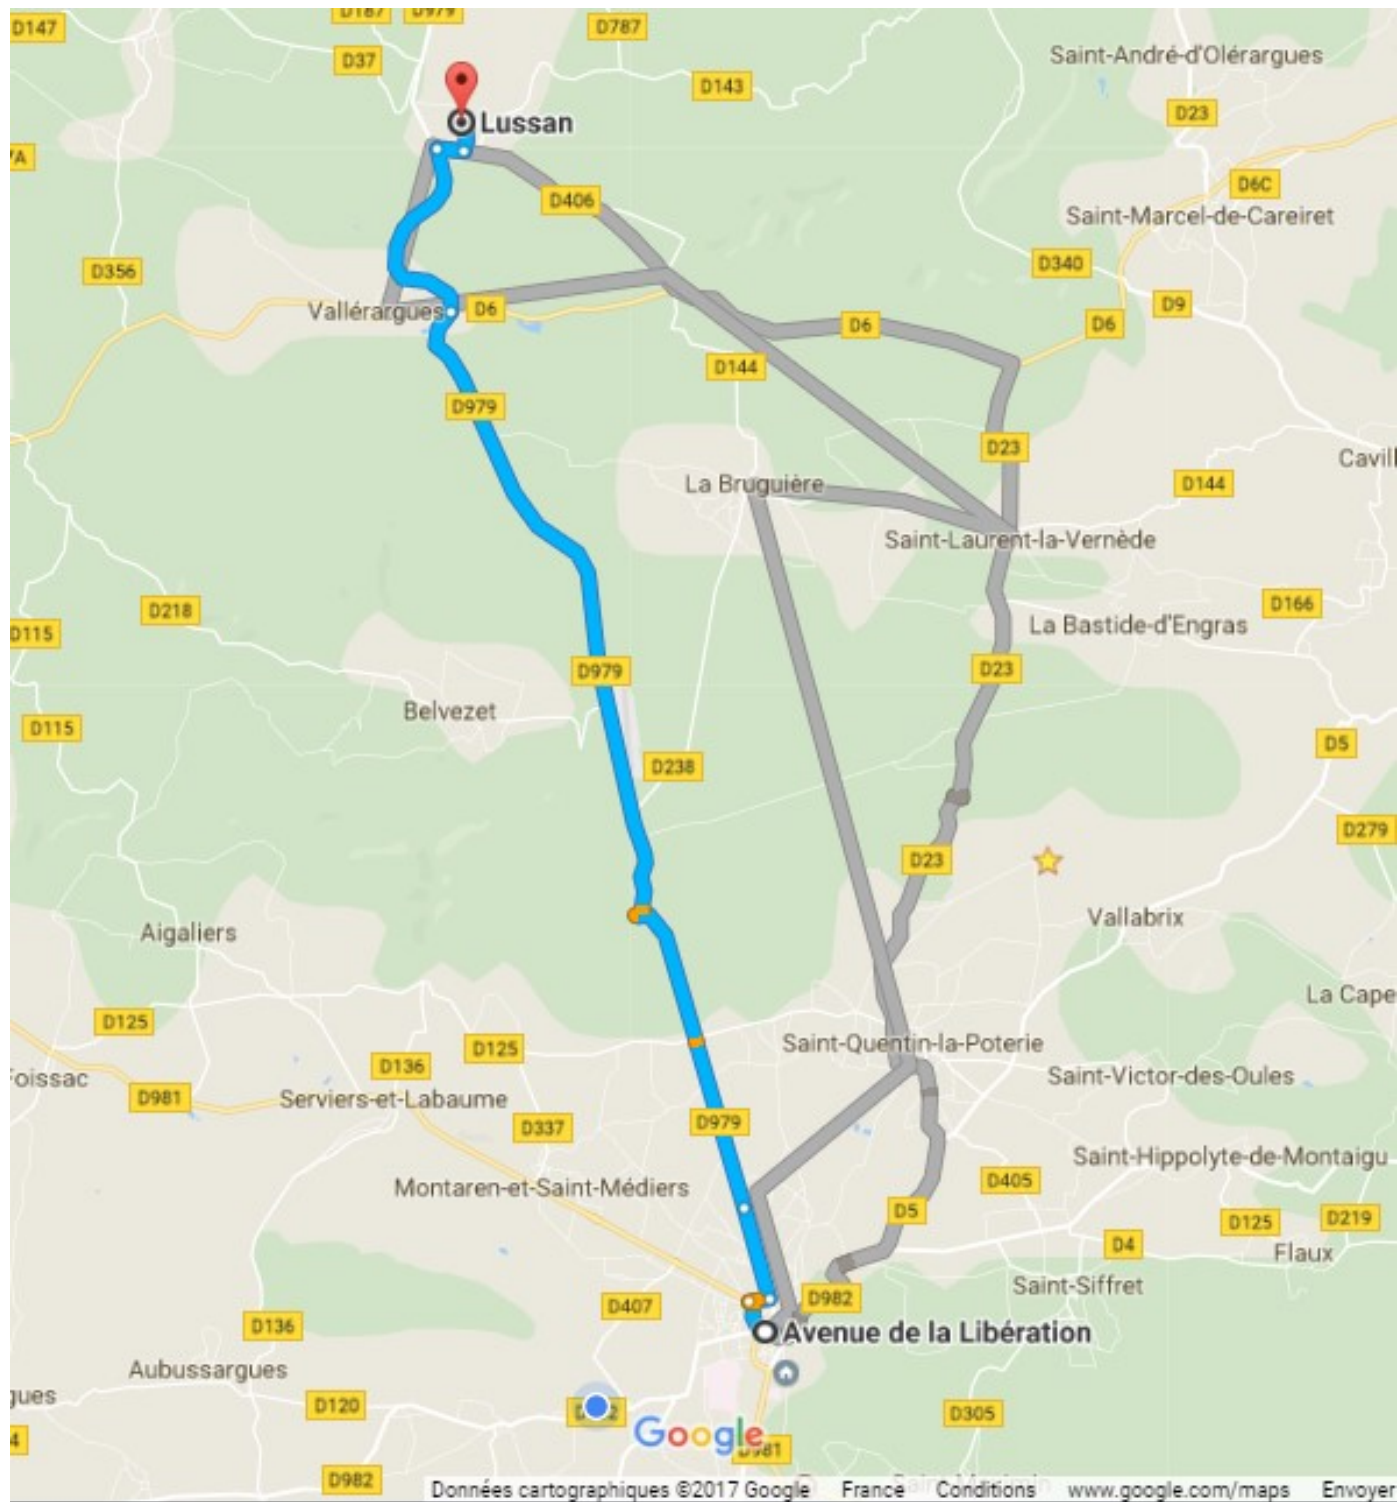 D187
D979
D147
D787
Saint-André-d'Olérargues
D37
D143
D23
Lussan
D6C
D406
Saint-Marcel-de-Careiret
D356
D340
D9
Vallérargues
D6
D6
D6
D144
D979
D23
La Bruguière
D144
Cavill
Saint-Laurent-la-Vernède
D218
D166
D115
La Bastide-d'Engras
D979
D23
Belvezet
D115
D5
D238
D279
D23
Vallabrix
Aigaliers
La Cape
D125
Saint-Quentin-la-Poterie
D125
D136
Saint-Victor-des-Oules
Foissac
D981
Serviers-et-Labaume
D979
D337
Saint-Hippolyte-de-Montaigu
Montaren-et-Saint-Médiers
D405
D5
D125
D219
D4
Flaux
Saint-Siffret
D982
D407
D136
Avenue de la Libération
Aubussargues
gues
D120
D305
Google
D981
4
D982
Données cartographiques ©2017 Google France Conditions www.google.com/maps Envoyer